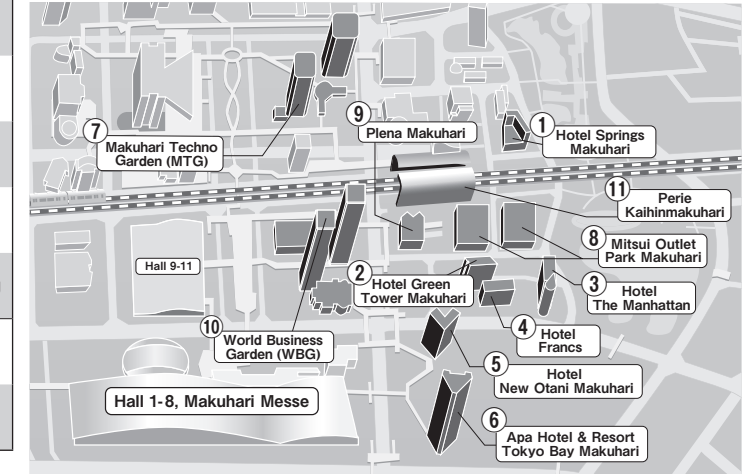 9
Plena Makuhari
1
Hotel Springs
Makuhari
7
Makuhari Techno
Garden (MTG)
11
Perie
Kaihinmakuhari
8
Mitsui Outlet
Park Makuhari
Hall 9-11
2
Hotel Green
Tower Makuhari
3
Hotel
The Manhattan
10
World Business
Garden (WBG)
4
Hotel
Francs
5
Hotel
New Otani Makuhari
Hall 1-8, Makuhari Messe
6
Apa Hotel & Resort
Tokyo Bay Makuhari